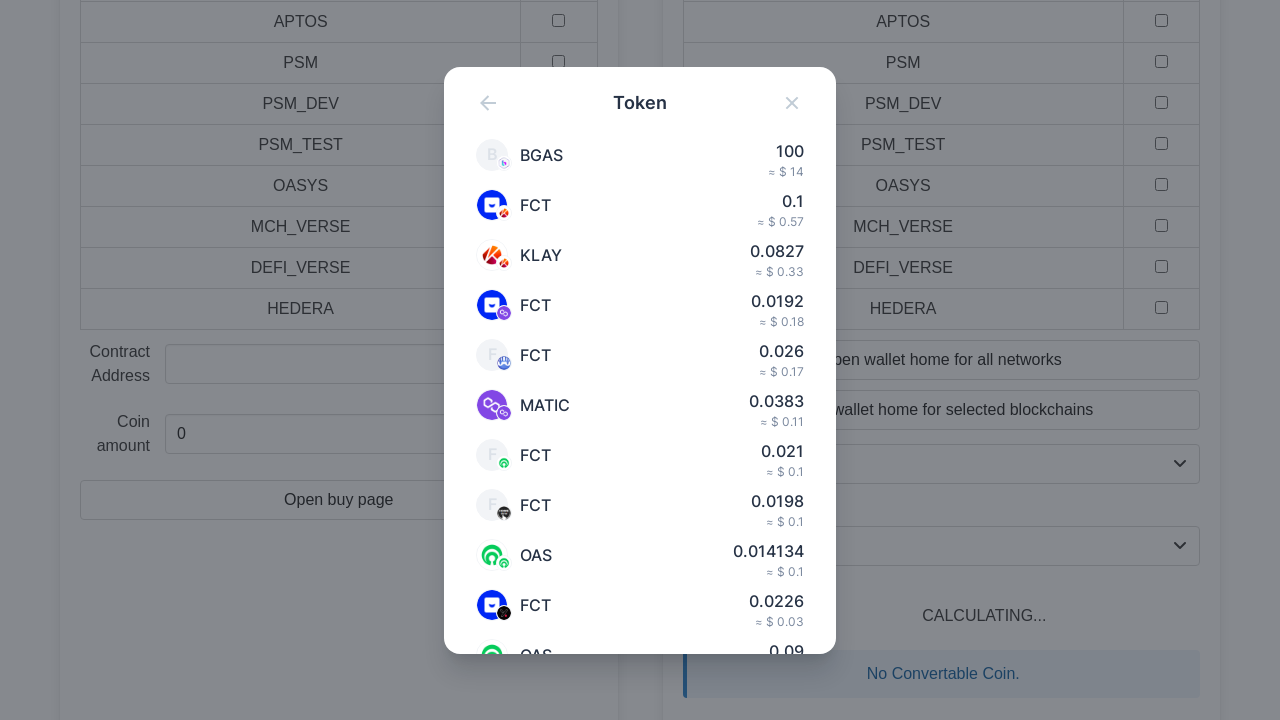 APTOS
PSM
PSM_DEV
PSM_TEST
OASYS
MCH_VERSE
DEFI_VERSE
HEDERA
Contract
Address
Coin
amount
0
Open buy page
Token
B BGAS 100
≈ $ 14
FCT 0.1
≈ $ 0.57
KLAY 0.0827
≈ $ 0.33
FCT 0.0192
≈ $ 0.18
F FCT 0.026
≈ $ 0.17
MATIC 0.0383
≈ $ 0.11
F FCT 0.021
≈ $ 0.1
F FCT 0.0198
≈ $ 0.1
OAS 0.014134
≈ $ 0.1
FCT 0.0226
≈ $ 0.03
OAS 0.09
APTOS
PSM
PSM_DEV
PSM_TEST
OASYS
MCH_VERSE
DEFI_VERSE
HEDERA
pen wallet home for all networks
wallet home for selected blockchains
CALCULATING...
No Convertable Coin.